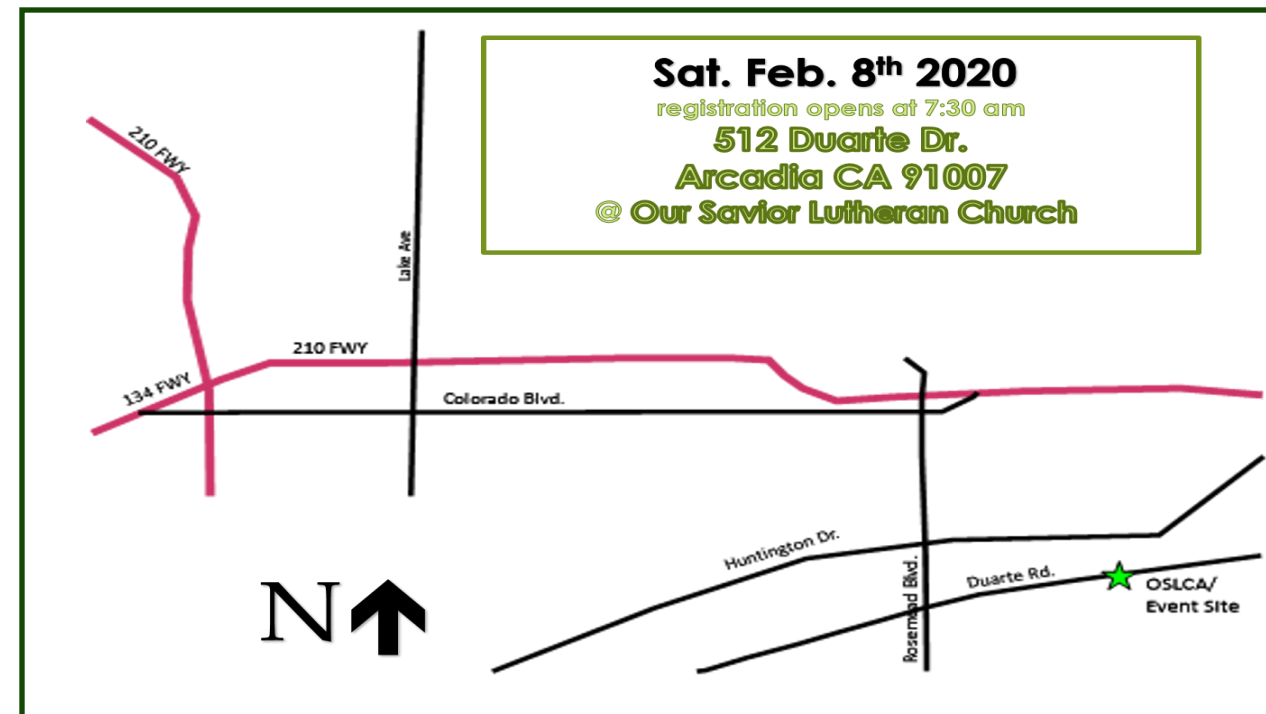 Sat. Feb. 8th 2020
registration opens at 7:30 am
512 Duarte Dr.
Arcadia CA 91007
@ Our Savior Lutheran Church
210 FWY
Lake Ave
210 FWY
134 FWY
Colorado Blvd.
Huntington Dr.
Rosemead Blvd.
Duarte Rd.
OSLCA/
Event Site
N